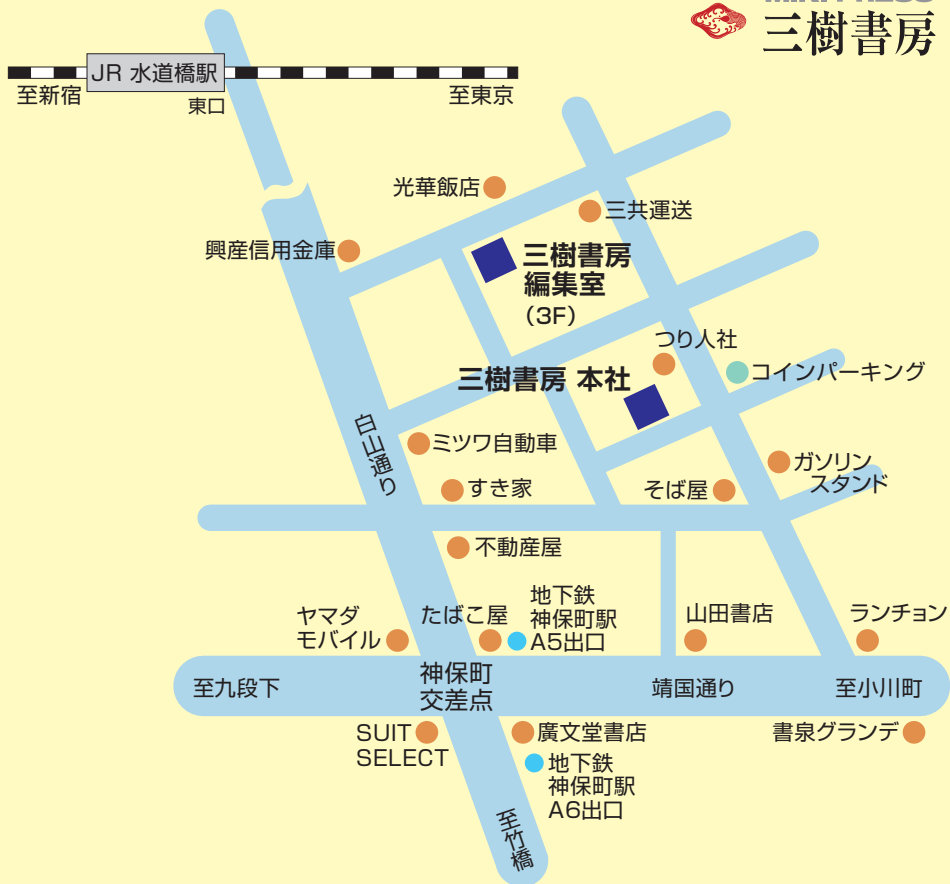 三樹書房
JR 水道橋駅
至新宿
東口
至東京
光華飯店
三共運送
興産信用金庫
三樹書房
編集室
(3F)
つり人社
三樹書房 本社
コインパーキング
白山通り
ミツワ自動車
ガソリン
スタンド
すき家
そば屋
不動産屋
ヤマダ
モバイル
たばこ屋
地下鉄
神保町駅
A5出口
山田書店
ランチョン
至九段下
神保町
交差点
靖国通り
至小川町
SUIT
SELECT
廣文堂書店
書泉グランデ
地下鉄
神保町駅
A6出口
至竹橋